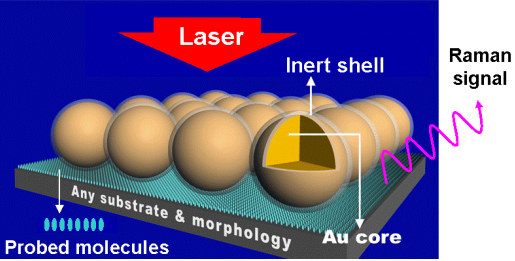 Laser
Raman
signal
Inert shell
Any substrate & morphology
Au core
Probed molecules